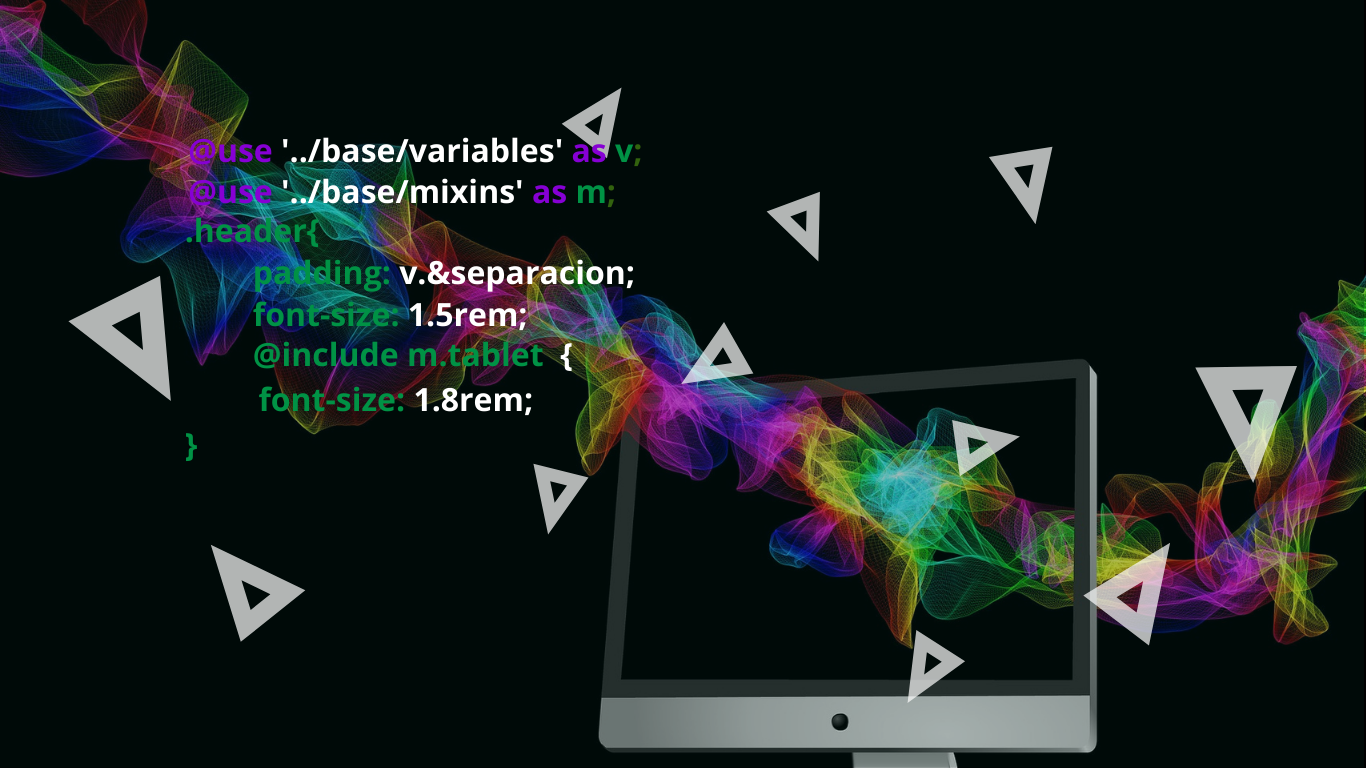 @use '../base/variables' as v;
@use '../base/mixins' as m;
.header{
padding: v.&separacion;
font-size: 1.5rem;
@include m.tablet {
font-size: 1.8rem;
}